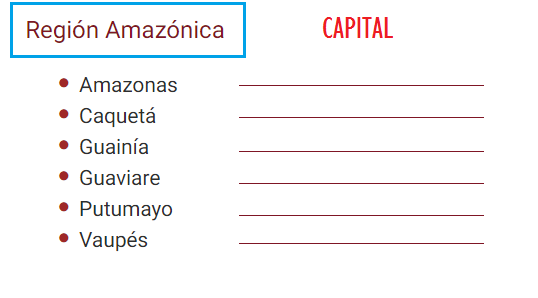 Región Amazónica CAPITAL
Amazonas
Caquetá
Guainía
Guaviare
Putumayo
Vaupés